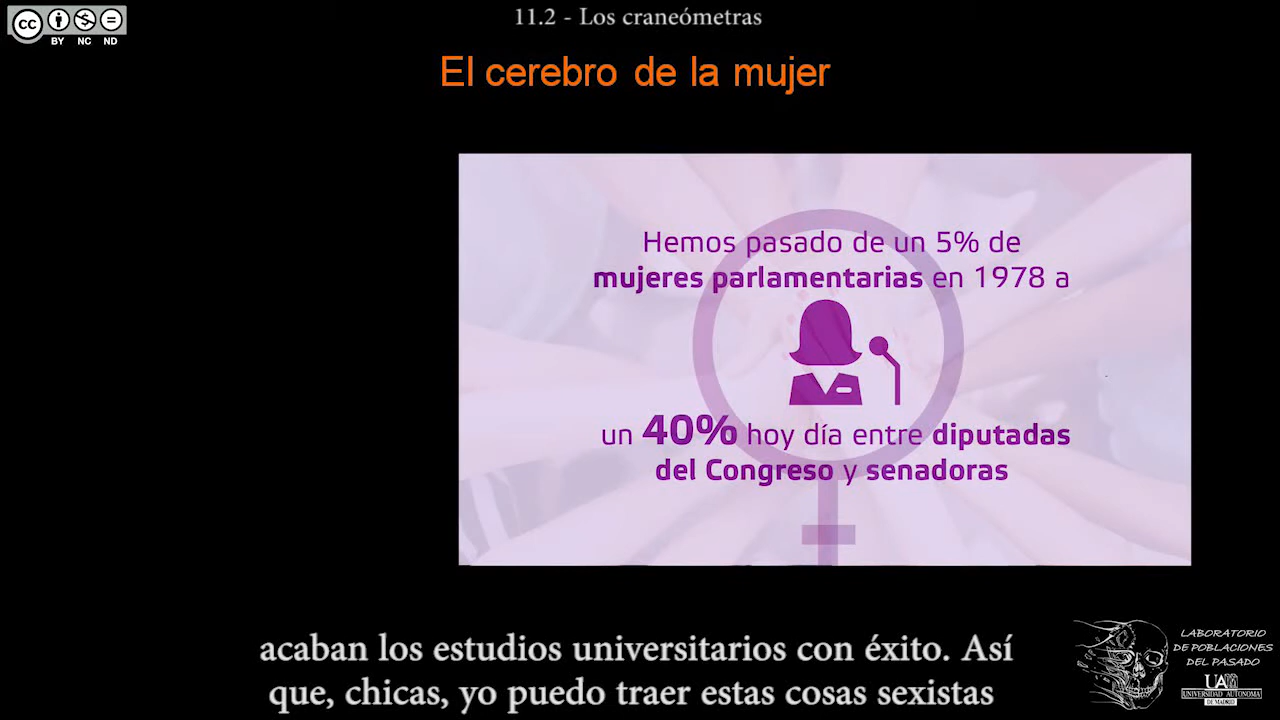 cc
BY NC ND
11.2 - Los craneómetras
El cerebro de la mujer
Hemos pasado de un 5% de
mujeres parlamentarias en 1978 a
un 40% hoy día entre diputadas
del Congreso y senadoras
acaban los estudios universitarios con éxito. Así
que, chicas, yo puedo traer estas cosas sexistas
LABORATORIO
DE POBLACIONES
DEL PASADO
UAM
UNIVERSIDAD AUTONOMA
DE MADRID